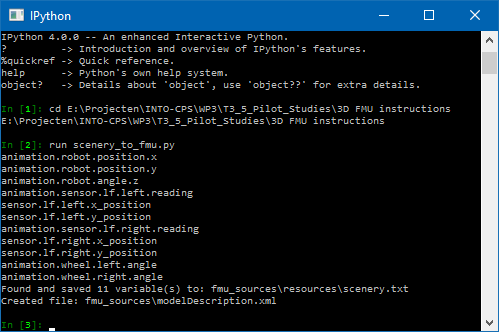 IPython
IPython 4.0.0 -- An enhanced Interactive Python.
?         -> Introduction and overview of IPython's features.
%quickref -> Quick reference.
help      -> Python's own help system.
object?   -> Details about 'object', use 'object??' for extra details.
In [1]: cd E:\Projecten\INTO-CPS\WP3\T3_5_Pilot_Studies\3D FMU instructions
E:\Projecten\INTO-CPS\WP3\T3_5_Pilot_Studies\3D FMU instructions
In [2]: run scenery_to_fmu.py
animation.robot.position.x
animation.robot.position.y
animation.robot.angle.z
animation.sensor.lf.left.reading
sensor.lf.left.x_position
sensor.lf.left.y_position
animation.sensor.lf.right.reading
sensor.lf.right.x_position
sensor.lf.right.y_position
animation.wheel.left.angle
animation.wheel.right.angle
Found and saved 11 variable(s) to: fmu_sources\resources\scenery.txt
Created file: fmu_sources\modelDescription.xml
In [3]: